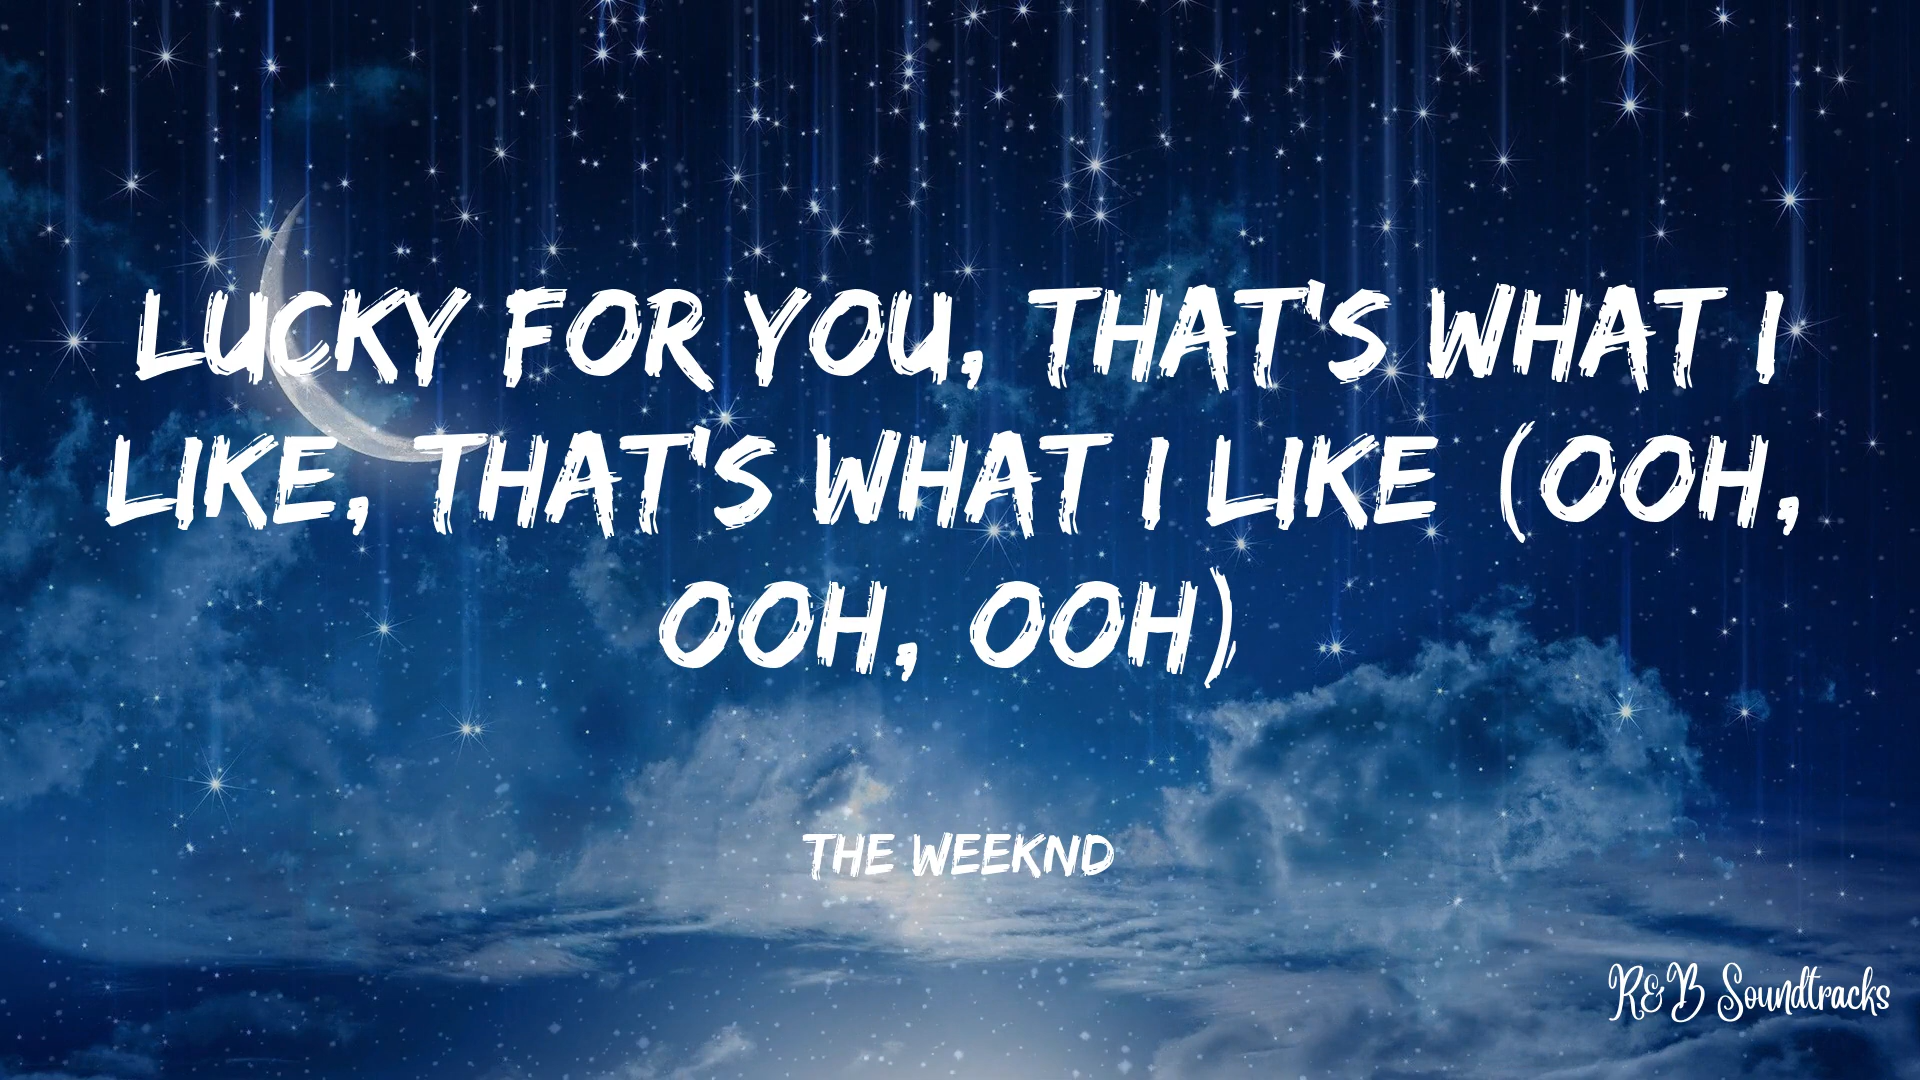 LUCKY FOR YOU, THAT'S WHAT I
LIKE, THAT'S WHAT I LIKE (OOH,
OOH, OOH)
THE WEEKND
R&B Soundtracks